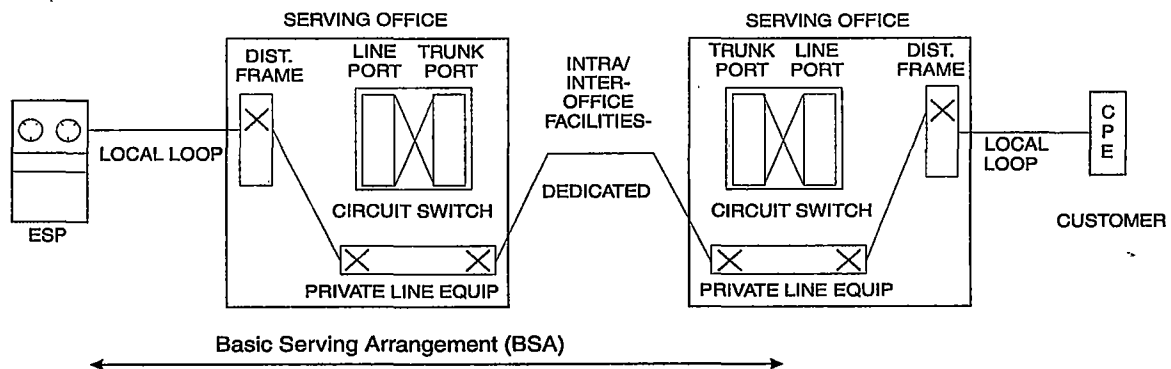 SERVING OFFICE
DIST.
FRAME
LINE
PORT
TRUNK
PORT
LOCAL LOOP
ESP
CIRCUIT SWITCH
PRIVATE LINE EQUIP
INTRA/
INTER-
OFFICE
FACILITIES-
DEDICATED
SERVING OFFICE
TRUNK
PORT
LINE
PORT
DIST.
FRAME
CIRCUIT SWITCH
PRIVATE LINE EQUIP
LOCAL
LOOP
C
P
E
CUSTOMER
Basic Serving Arrangement (BSA)